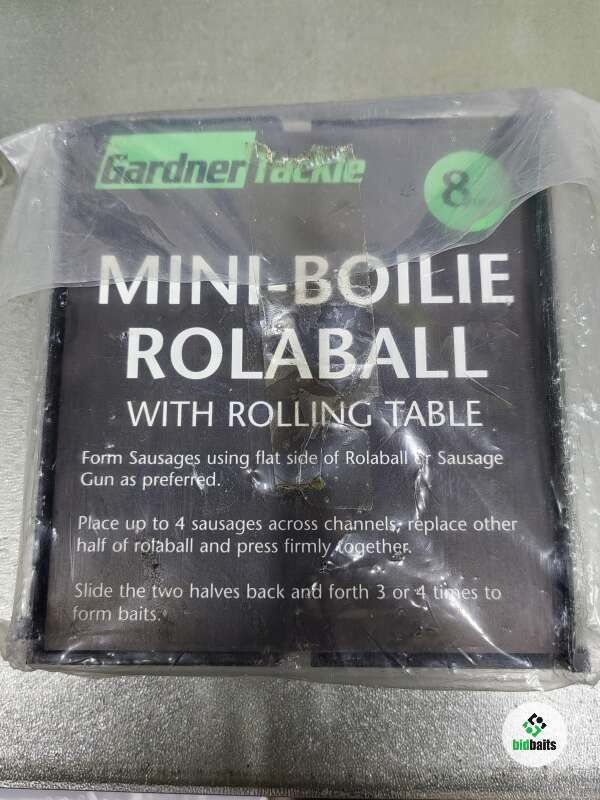 Gardner Tackle
8
MINI-BOILIE
ROLABALL
WITH ROLLING TABLE
Form Sausages using flat side of Rolaball or Sausage
Gun as preferred.
Place up to 4 sausages across channels, replace other
half of rolaball and press firmly together.
Slide the two halves back and forth 3 or 4 times to
form baits.
bidbaits